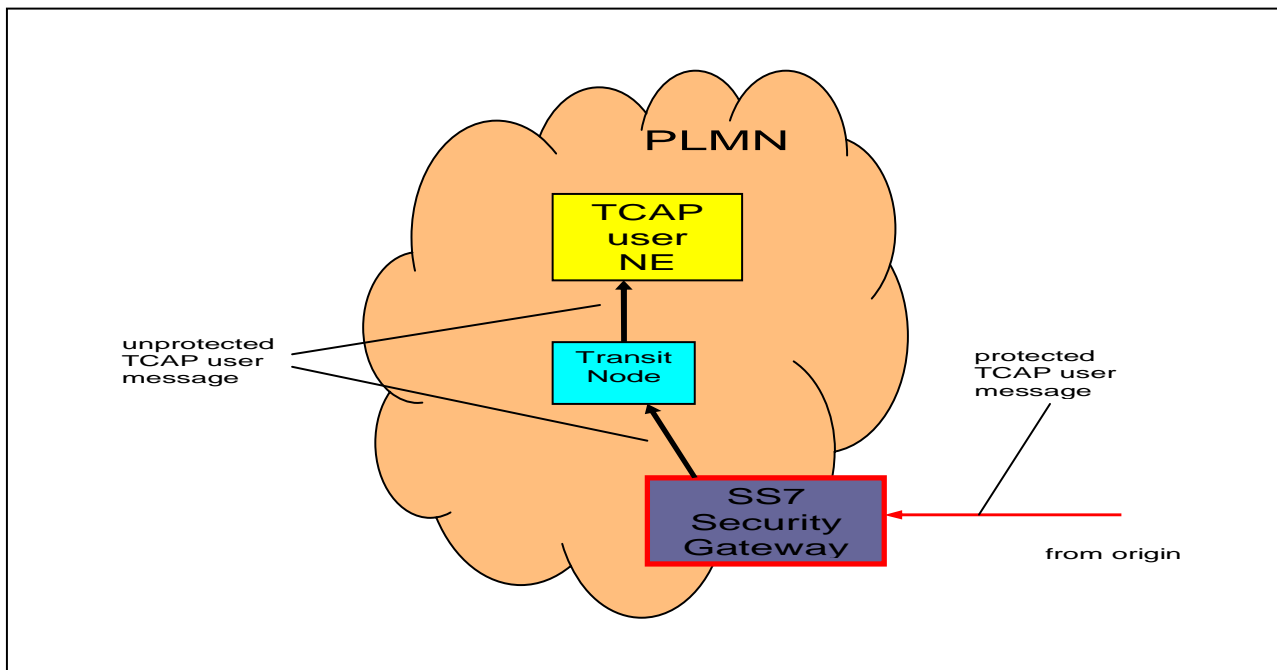 PLMN
TCAP
user
NE
unprotected
TCAP user
message
Transit
Node
protected
TCAP user
message
SS7
Security
Gateway
from origin